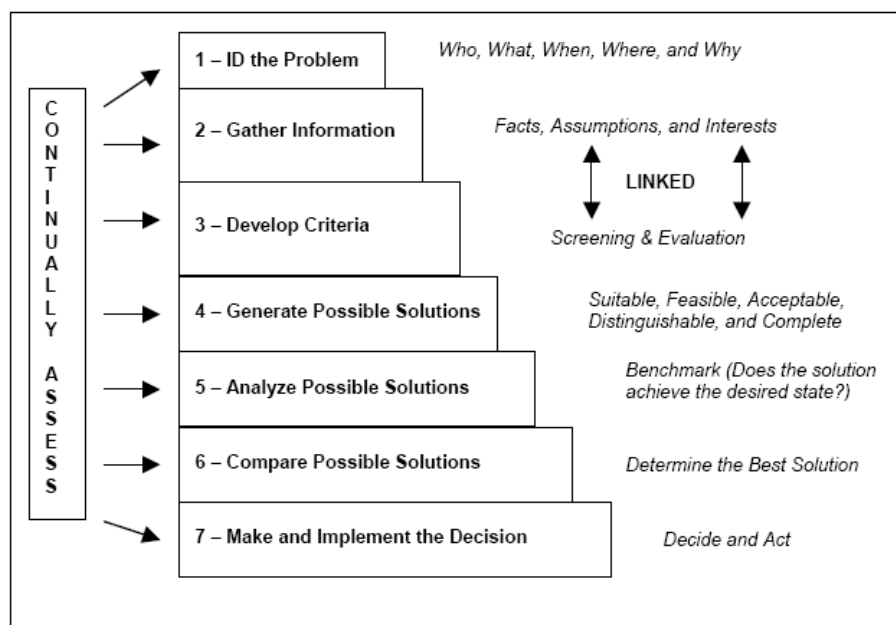 CONTINUALLY ASSESS
1 – ID the Problem
Who, What, When, Where, and Why
2 – Gather Information
Facts, Assumptions, and Interests
LINKED
3 – Develop Criteria
Screening & Evaluation
4 – Generate Possible Solutions
Suitable, Feasible, Acceptable,
Distinguishable, and Complete
5 – Analyze Possible Solutions
Benchmark (Does the solution
achieve the desired state?)
6 – Compare Possible Solutions
Determine the Best Solution
7 – Make and Implement the Decision
Decide and Act